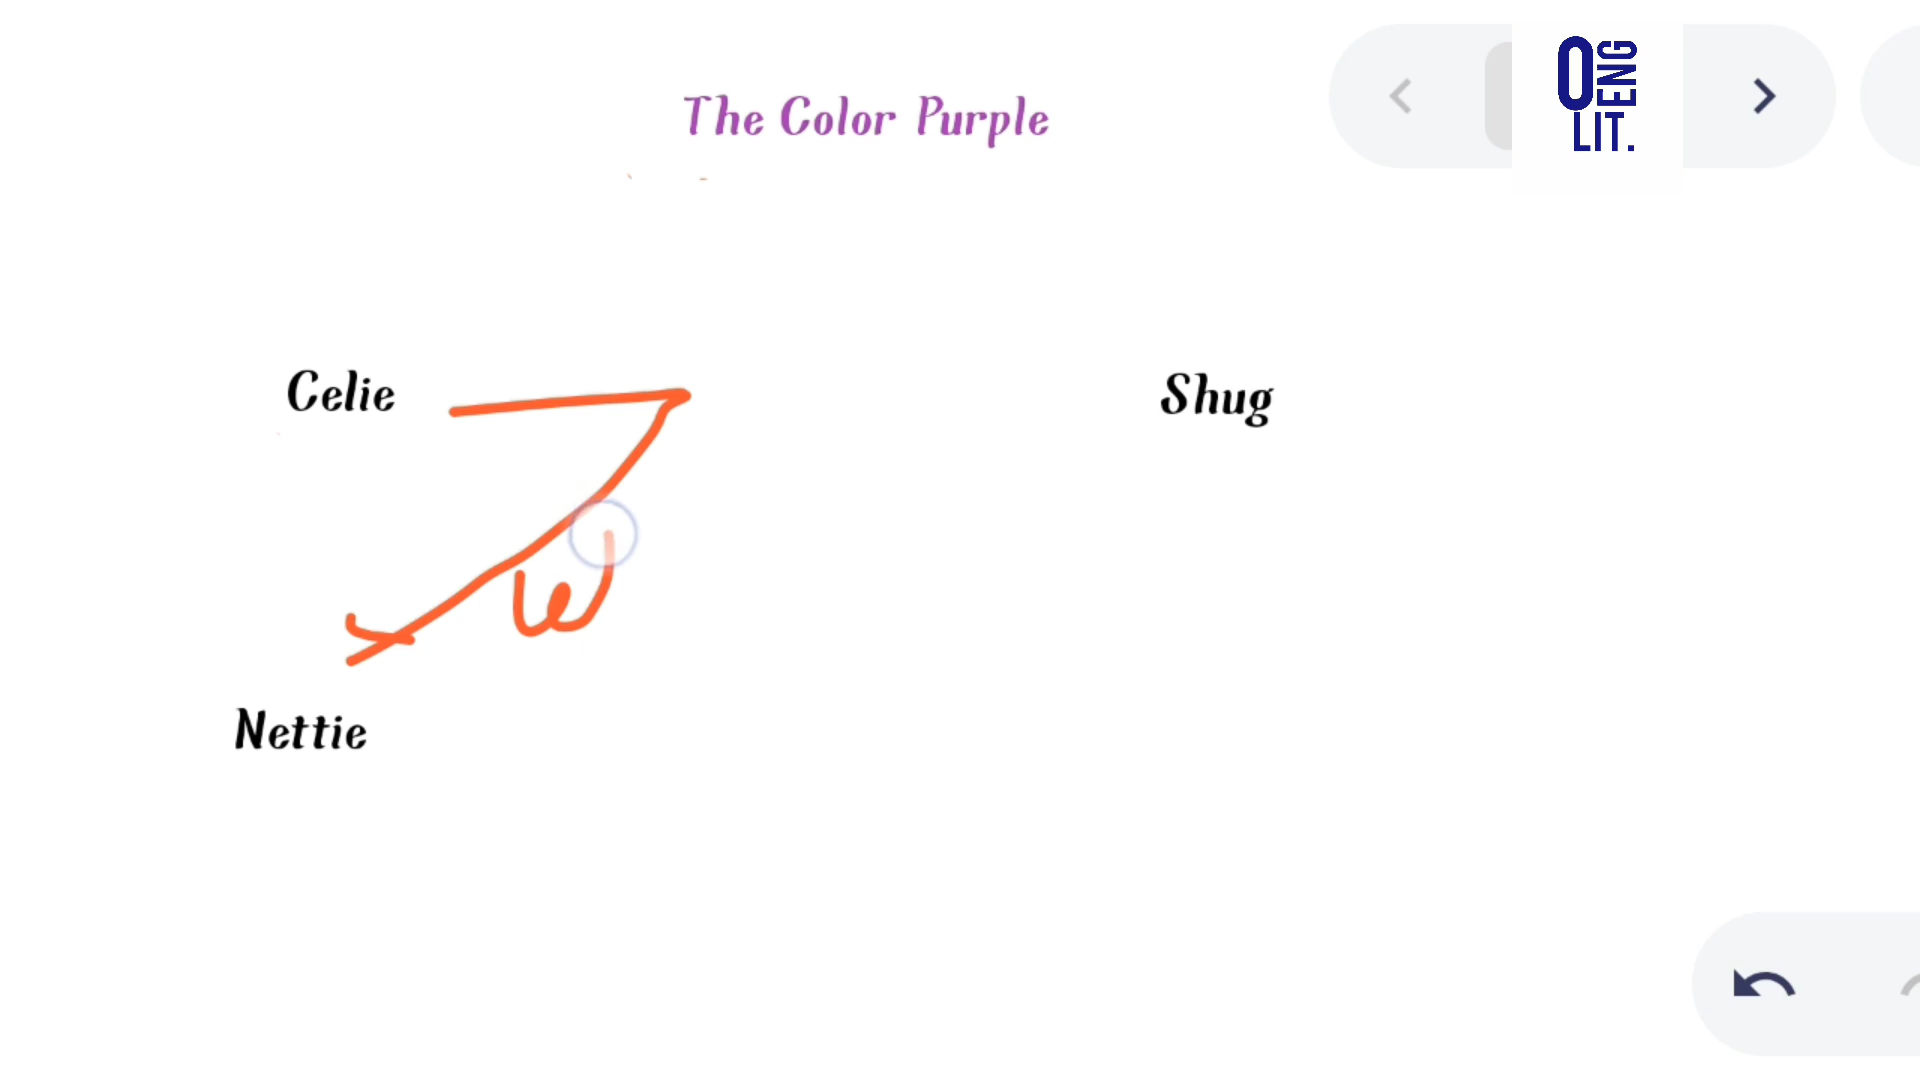 The Color Purple
O ENG
LIT.
Celie
Shug
W
Nettie